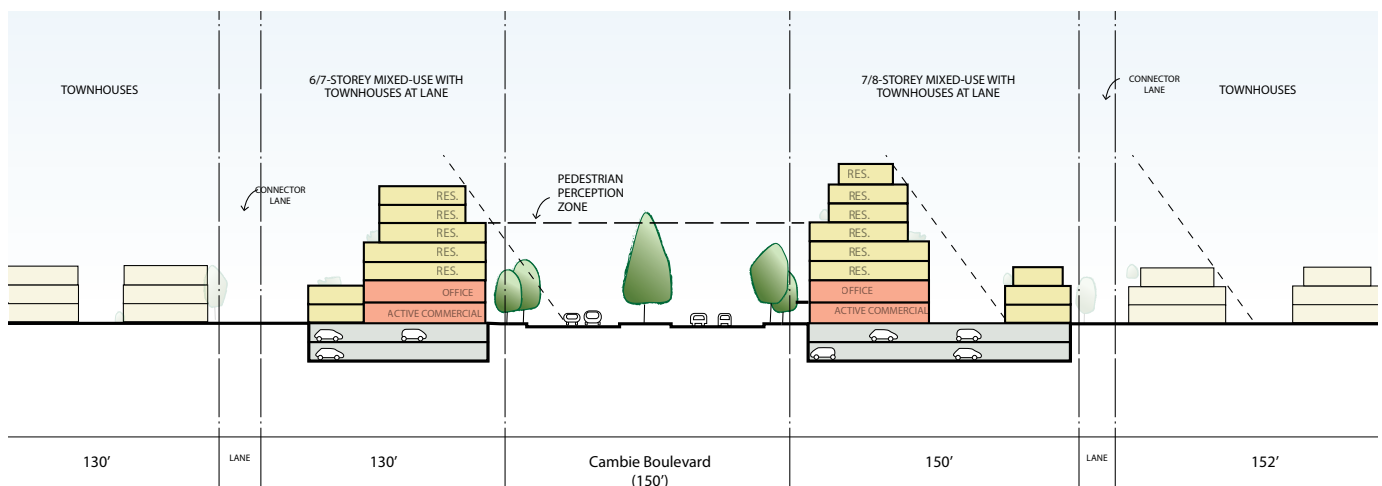 TOWNHOUSES
6/7-STOREY MIXED-USE WITH
TOWNHOUSES AT LANE
7/8-STOREY MIXED-USE WITH
TOWNHOUSES AT LANE
CONNECTOR
LANE
TOWNHOUSES
CONNECTOR
LANE
PEDESTRIAN
PERCEPTION
ZONE
RES.
RES.
RES.
RES.
RES.
OFFICE
ACTIVE COMMERCIAL
RES.
RES.
RES.
RES.
RES.
RES.
OFFICE
ACTIVE COMMERCIAL
130’
LANE
130’
Cambie Boulevard
(150’)
150’
LANE
152’